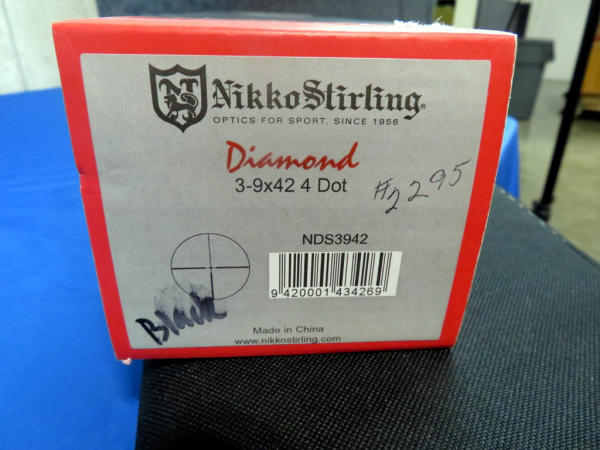 NS
NikkoStirling®
OPTICS FOR SPORT. SINCE 1956
Diamond
3-9x42 4 Dot
#2295
NDS3942
9 420001 434269
Black
Made in China
www.nikkostirling.com